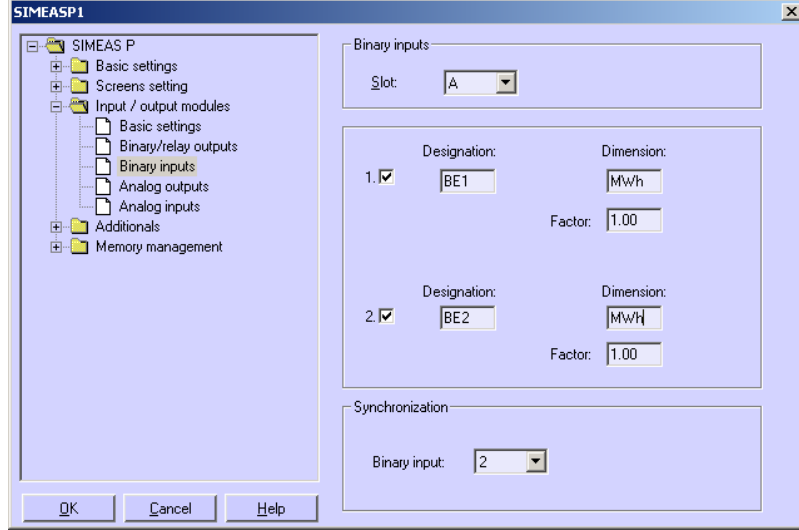 SIMEASP1
SIMEAS P
Basic settings
Screens setting
Input / output modules
Basic settings
Binary/relay outputs
Binary inputs
Analog outputs
Analog inputs
Additionals
Memory management
OK Cancel Help
Binary inputs
Slot: A
Designation: Dimension:
1. BE1 MWh
Factor: 1.00
Designation: Dimension:
2. BE2 MWh
Factor: 1.00
Synchronization
Binary input: 2